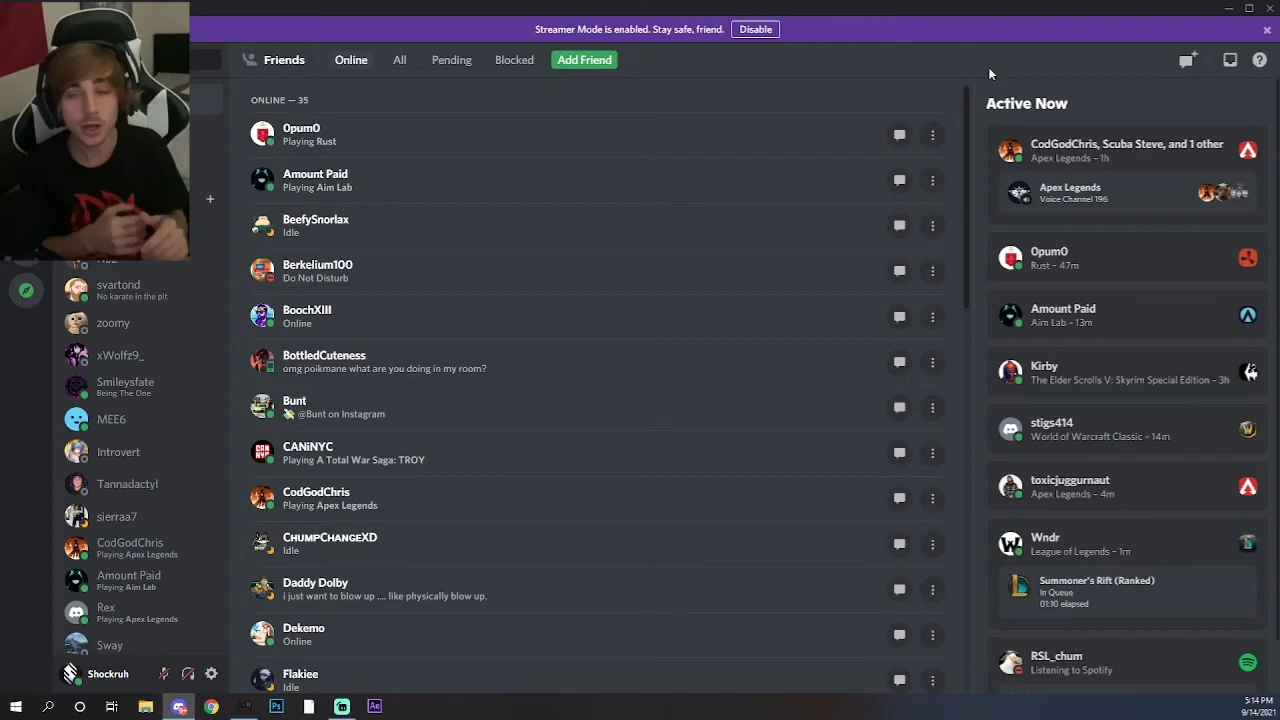 Streamer Mode is enabled. Stay safe, friend.
Disable
Friends
Online
All
Pending
Blocked
Add Friend
ONLINE — 35
0pum0
Playing Rust
Amount Paid
Playing Aim Lab
BeefySnorlax
Idle
Berkelium100
Do Not Disturb
BoochXIII
Online
BottledCuteness
omg poikmane what are you doing in my room?
Bunt
@Bunt on Instagram
CANiNYC
Playing A Total War Saga: TROY
CodGodChris
Playing Apex Legends
CHUMPCHANGEXD
Idle
Daddy Dolby
i just want to blow up .... like physically blow up.
Dekemo
Online
Flakiee
Idle
Active Now
CodGodChris, Scuba Steve, and 1 other
Apex Legends - 1h
Apex Legends
Voice Channel 196
0pum0
Rust - 47m
Amount Paid
Aim Lab - 13m
Kirby
The Elder Scrolls V: Skyrim Special Edition - 3h
stigs414
World of Warcraft Classic - 14m
toxicjuggurnaut
Apex Legends - 4m
Wndr
League of Legends - 1m
Summoner's Rift (Ranked)
In Queue
01:10 elapsed
RSL_chum
Listening to Spotify
svartond
No karate in the pit
zoomy
xWolfz9_
Smileysfate
Being The One
MEE6
Introvert
Tannadactyl
sierraa7
CodGodChris
Playing Apex Legends
Amount Paid
Playing Aim Lab
Rex
Playing Apex Legends
Sway
Shockruh
Ps
Ae
5:14 PM
9/14/2021